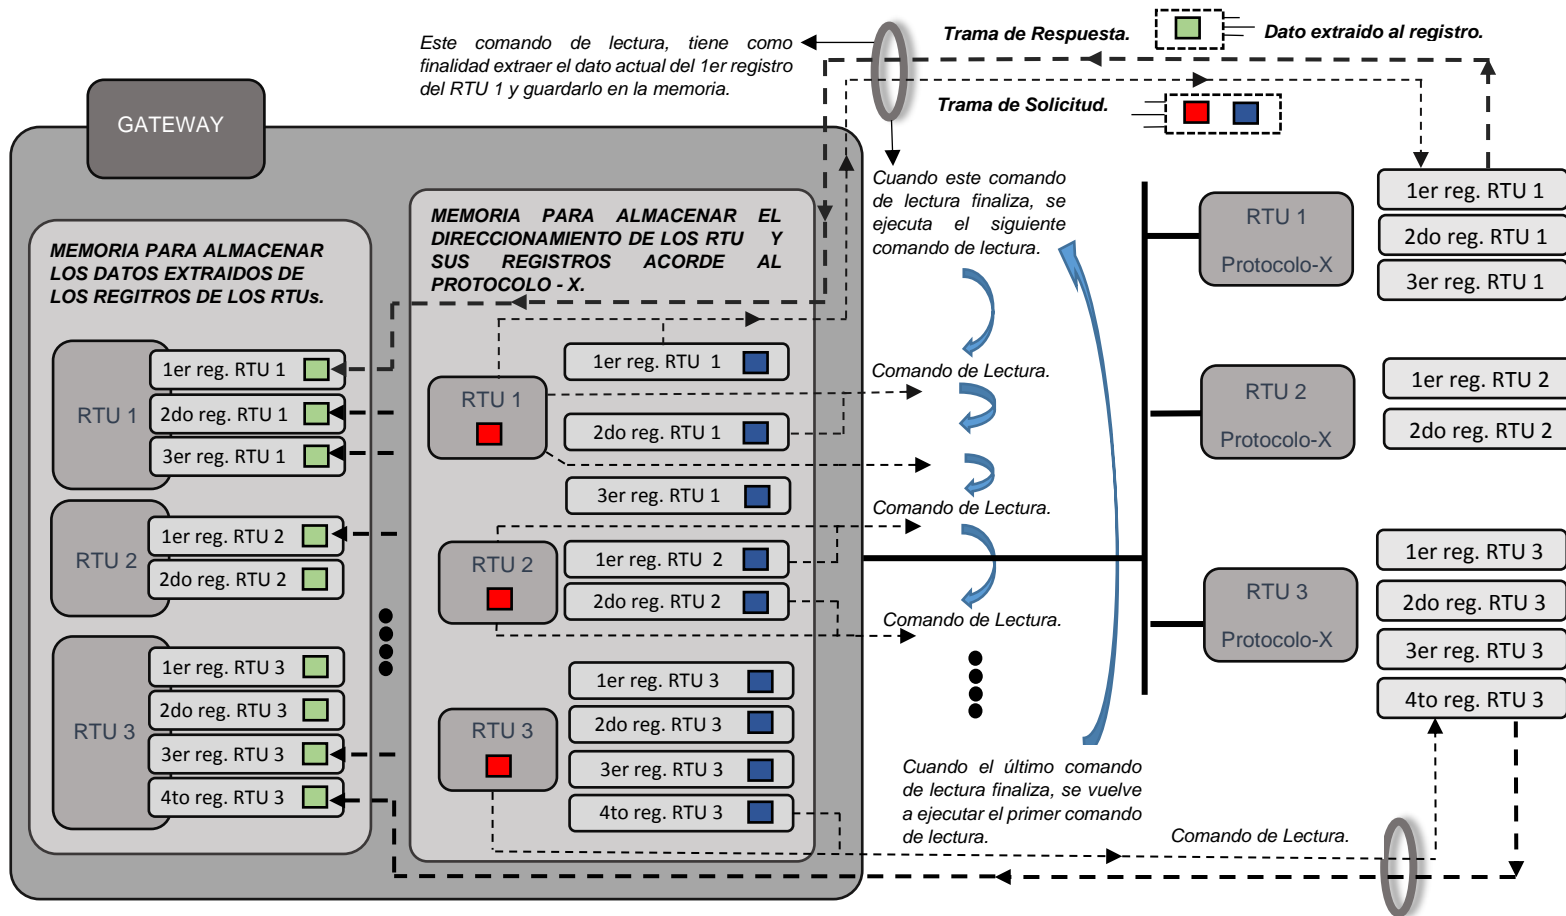 Este comando de lectura, tiene como
finalidad extraer el dato actual del 1er registro
del RTU 1 y guardarlo en la memoria.
Trama de Respuesta.
Dato extraido al registro.
Trama de Solicitud.
GATEWAY
MEMORIA PARA ALMACENAR
LOS DATOS EXTRAIDOS DE
LOS REGITROS DE LOS RTUs.
RTU 1
1er reg. RTU 1
2do reg. RTU 1
3er reg. RTU 1
RTU 2
1er reg. RTU 2
2do reg. RTU 2
RTU 3
1er reg. RTU 3
2do reg. RTU 3
3er reg. RTU 3
4to reg. RTU 3
MEMORIA PARA ALMACENAR EL
DIRECCIONAMIENTO DE LOS RTU Y
SUS REGISTROS ACORDE AL
PROTOCOLO - X.
RTU 1
1er reg. RTU 1
2do reg. RTU 1
3er reg. RTU 1
RTU 2
1er reg. RTU 2
2do reg. RTU 2
RTU 3
1er reg. RTU 3
2do reg. RTU 3
3er reg. RTU 3
4to reg. RTU 3
Cuando este comando
de lectura finaliza, se
ejecuta el siguiente
comando de lectura.
Comando de Lectura.
Comando de Lectura.
Comando de Lectura.
Cuando el último comando
de lectura finaliza, se vuelve
a ejecutar el primer comando
de lectura.
Comando de Lectura.
RTU 1
Protocolo-X
1er reg. RTU 1
2do reg. RTU 1
3er reg. RTU 1
RTU 2
Protocolo-X
1er reg. RTU 2
2do reg. RTU 2
RTU 3
Protocolo-X
1er reg. RTU 3
2do reg. RTU 3
3er reg. RTU 3
4to reg. RTU 3